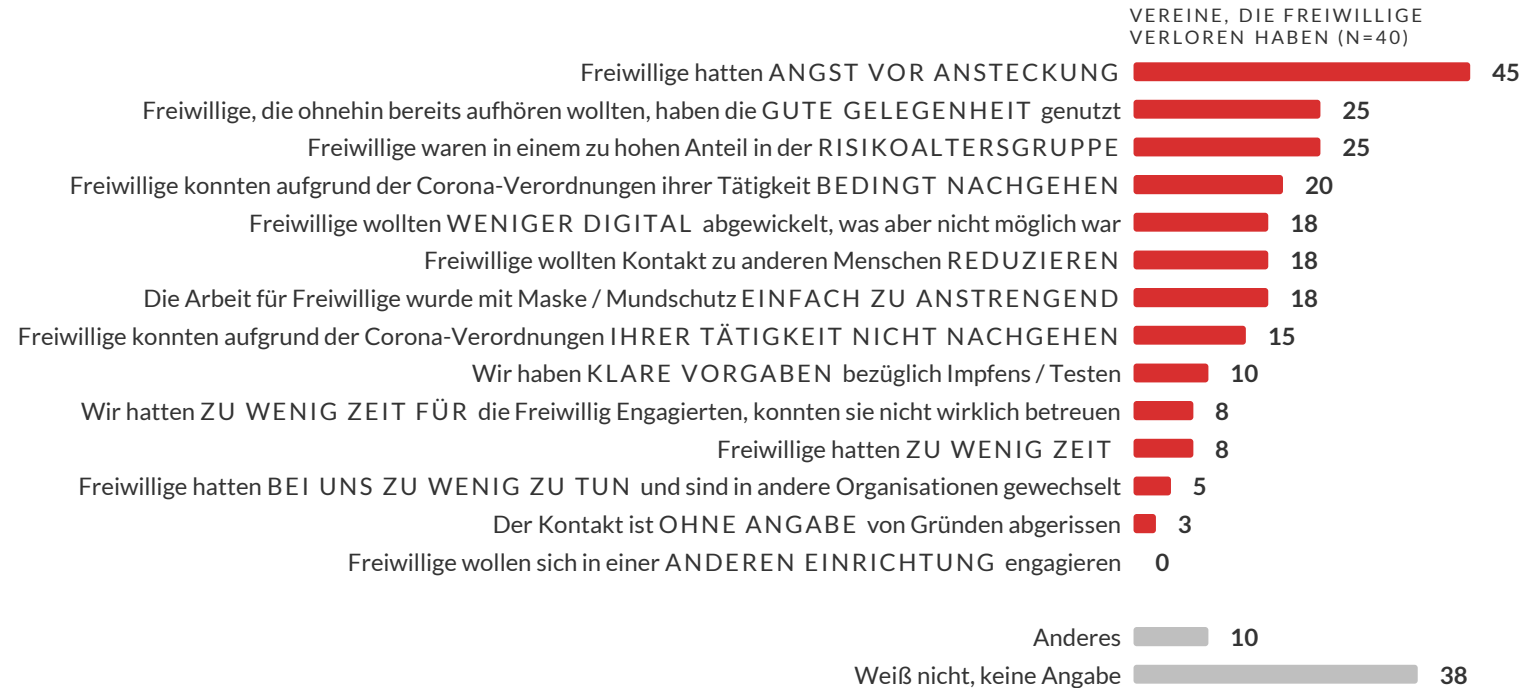 VEREINE, DIE FREIWILLIGE
VERLOREN HABEN (N=40)
Freiwillige hatten ANGST VOR ANSTECKUNG 45
Freiwillige, die ohnehin bereits aufhören wollten, haben die GUTE GELEGENHEIT genutzt 25
Freiwillige waren in einem zu hohen Anteil in der RISIKOALTERSGRUPPE 25
Freiwillige konnten aufgrund der Corona-Verordnungen ihrer Tätigkeit BEDINGT NACHGEHEN 20
Freiwillige wollten WENIGER DIGITAL abgewickelt, was aber nicht möglich war 18
Freiwillige wollten Kontakt zu anderen Menschen REDUZIEREN 18
Die Arbeit für Freiwillige wurde mit Maske / Mundschutz EINFACH ZU ANSTRENGEND 18
Freiwillige konnten aufgrund der Corona-Verordnungen IHRER TÄTIGKEIT NICHT NACHGEHEN 15
Wir haben KLARE VORGABEN bezüglich Impfens / Testen 10
Wir hatten ZU WENIG ZEIT FÜR die Freiwillig Engagierten, konnten sie nicht wirklich betreuen 8
Freiwillige hatten ZU WENIG ZEIT 8
Freiwillige hatten BEI UNS ZU WENIG ZU TUN und sind in andere Organisationen gewechselt 5
Der Kontakt ist OHNE ANGABE von Gründen abgerissen 3
Freiwillige wollen sich in einer ANDEREN EINRICHTUNG engagieren 0
Anderes 10
Weiß nicht, keine Angabe 38